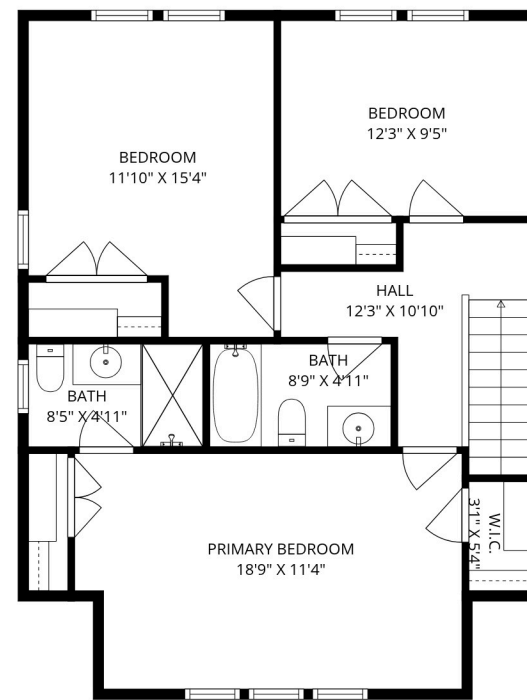 BEDROOM
12'3" X 9'5"
BEDROOM
11'10" X 15'4"
HALL
12'3" X 10'10"
BATH
8'9" X 4'11"
BATH
8'5" X 4'11"
W.I.C.
3'1" X 5'4"
PRIMARY BEDROOM
18'9" X 11'4"